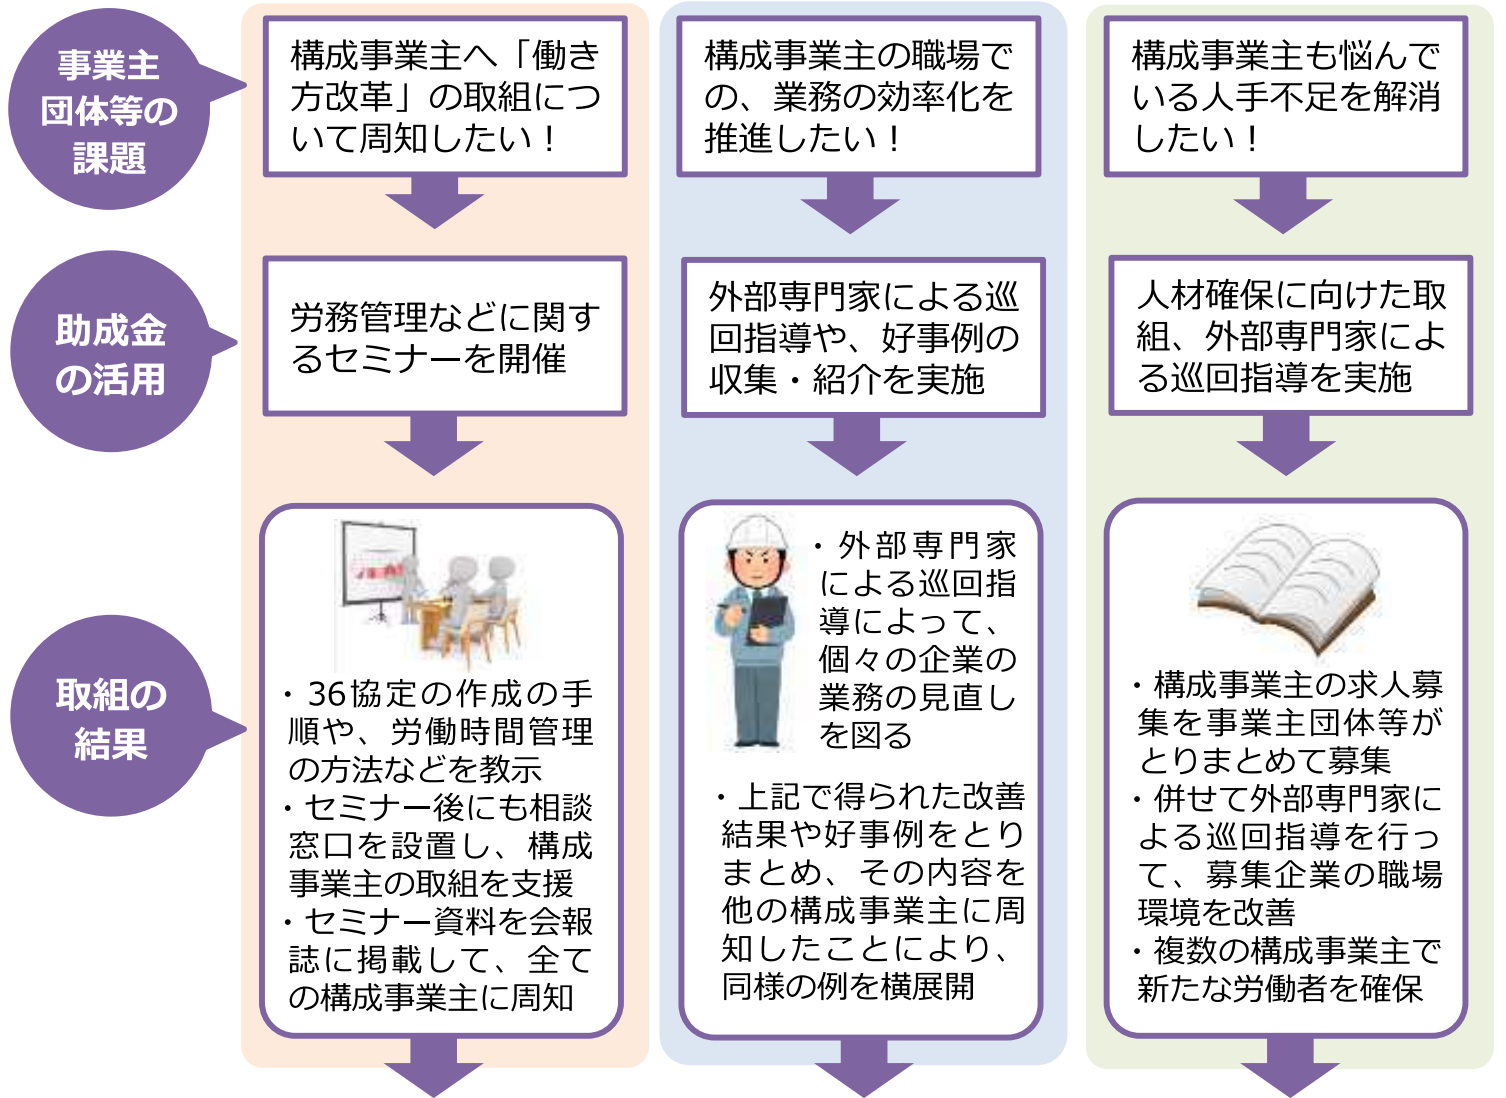 事業主
団体等の
課題
構成事業主へ「働き
方改革」の取組につ
いて周知したい！
構成事業主の職場で
の、業務の効率化を
推進したい！
構成事業主も悩んで
いる人手不足を解消
したい！
助成金
の活用
労務管理などに関す
るセミナーを開催
外部専門家による巡
回指導や、好事例の
収集・紹介を実施
人材確保に向けた取
組、外部専門家によ
る巡回指導を実施
取組の
結果
・36協定の作成の手
順や、労働時間管理
の方法などを教示
・セミナー後にも相談
窓口を設置し、構成
事業主の取組を支援
・セミナー資料を会報
誌に掲載して、全て
の構成事業主に周知
・外部専門家
による巡回指
導によって、
個々の企業の
業務の見直し
を図る
・上記で得られた改善
結果や好事例をとり
まとめ、その内容を
他の構成事業主に周
知したことにより、
同様の例を横展開
・構成事業主の求人募
集を事業主団体等が
とりまとめて募集
・併せて外部専門家に
よる巡回指導を行っ
て、募集企業の職場
環境を改善
・複数の構成事業主で
新たな労働者を確保